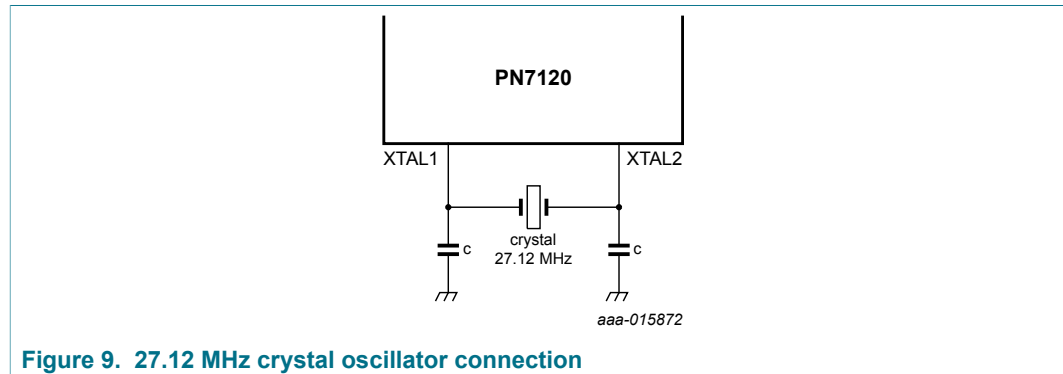 PN7120
XTAL1 XTAL2
c crystal c
27.12 MHz
aaa-015872
Figure 9. 27.12 MHz crystal oscillator connection